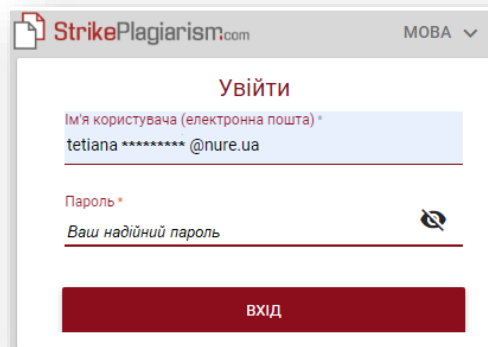 StrikePlagiarism.com
МОВА
Увійти
Ім'я користувача (електронна пошта) *
tetiana ********* @nure.ua
Пароль *
Ваш надійний пароль
ВХІД